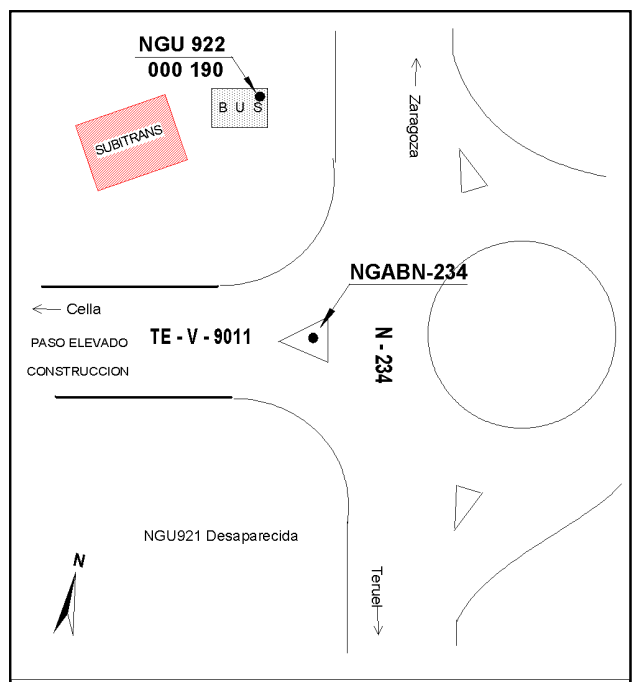 NGU 922
000 190
B U S
SUBITRANS
Zaragoza
NGABN-234
Cella
TE - V - 9011
N - 234
PASO ELEVADO
CONSTRUCCION
NGU921 Desaparecida
N
Teruel